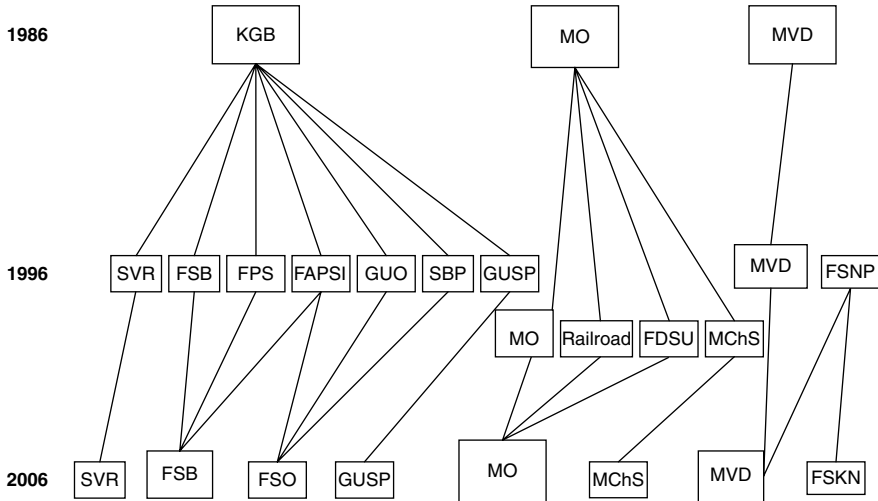 1986
KGB
MO
MVD
1996
SVR
FSB
FPS
FAPSI
GUO
SBP
GUSP
MVD
FSNP
MO
Railroad
FDSU
MChS
2006
SVR
FSB
FSO
GUSP
MO
MChS
MVD
FSKN